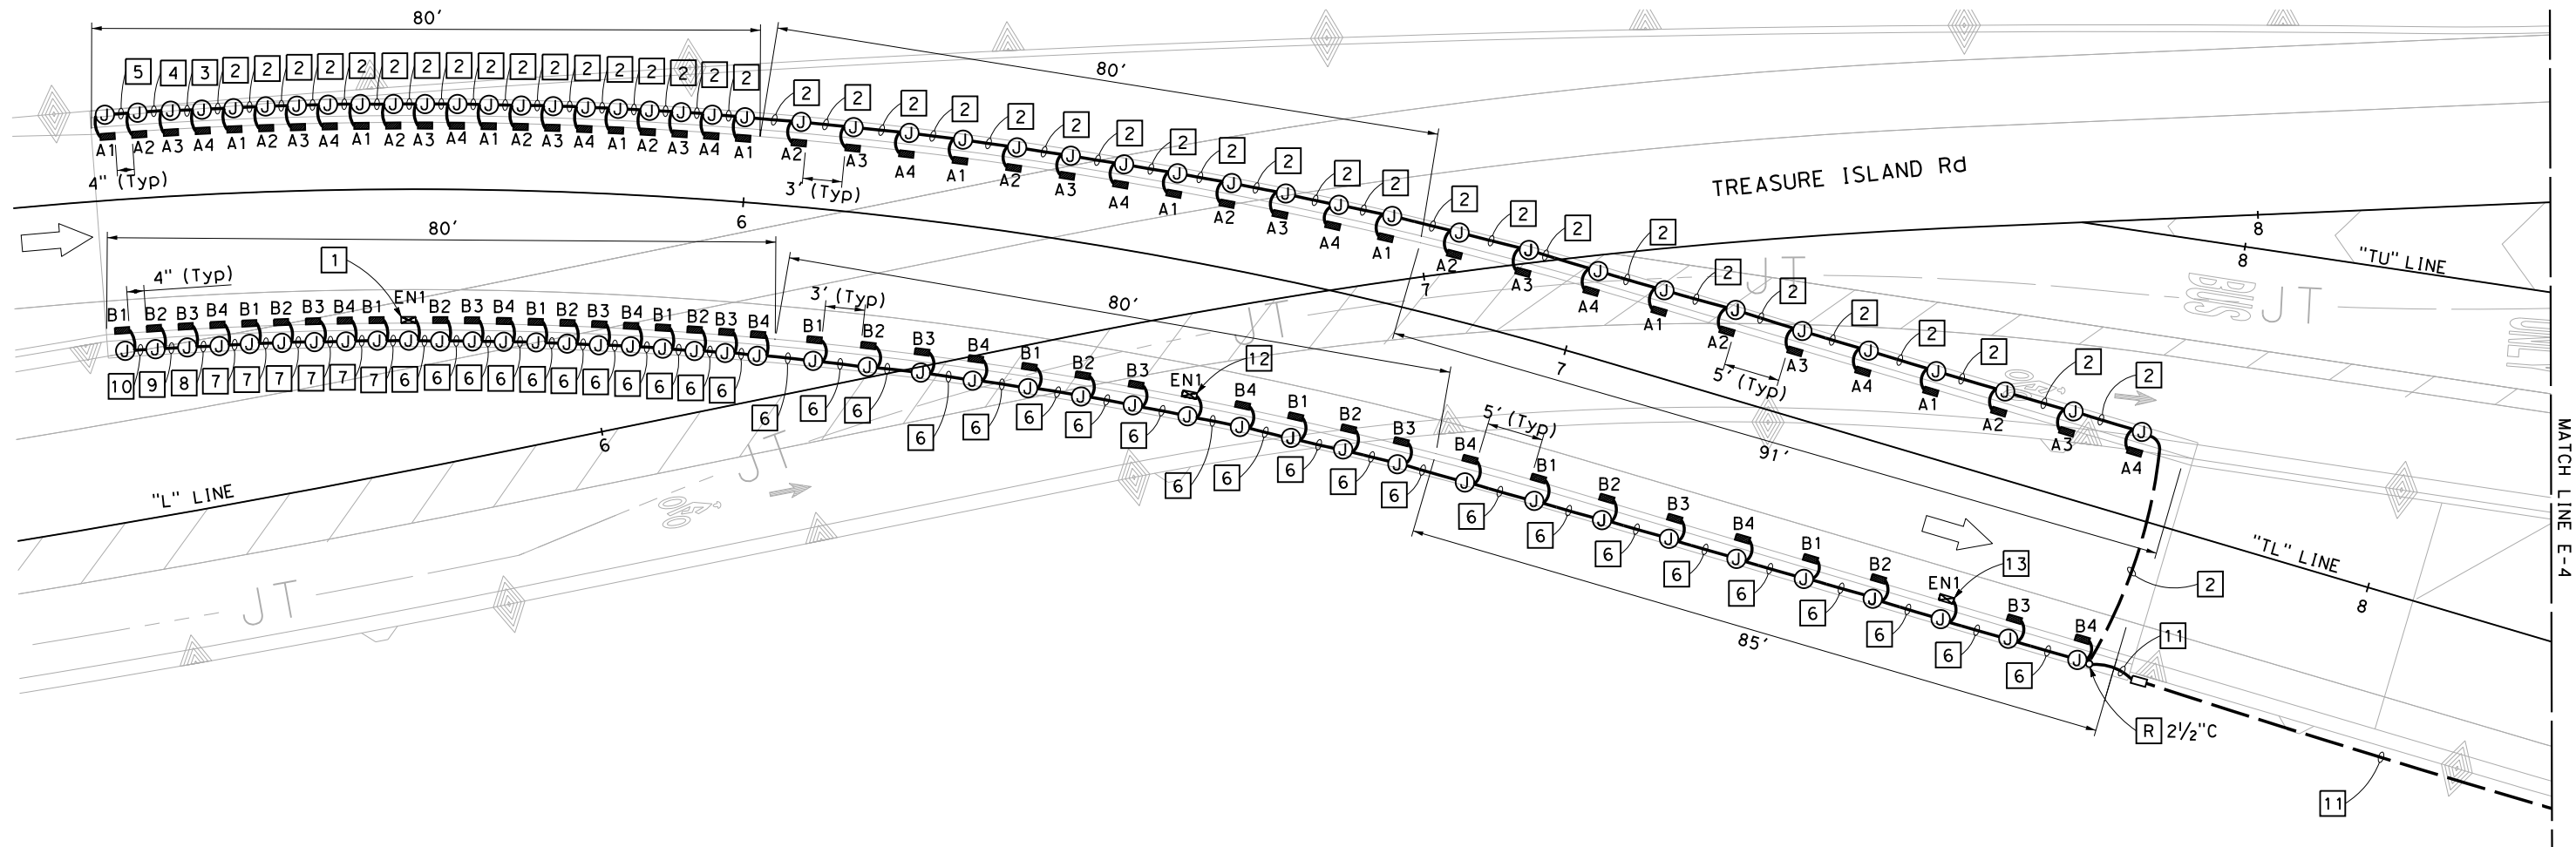 80'
80'
5 4 3 2 2 2 2 2 2 2 2 2 2 2 2 2 2 2 2 2
2 2 2 2 2 2 2 2 2 2 2 2 2 2 2 2 2 2 2 2 2 2 2 2 2
J J J J J J J J J J J J J J J J J J J J J
A1 A2 A3 A4 A1 A2 A3 A4 A1 A2 A3 A4 A1 A2 A3 A4 A1 A2 A3 A4 A1
A2 A3 A4 A1 A2 A3 A4 A1 A2 A3 A4 A1
A2 A3 A4 A1 A2 A3 A4 A1 A2 A3 A4
4" (Typ)
3' (Typ)
5' (Typ)
TREASURE ISLAND Rd
6
7
8
8
"TU" LINE
80'
80'
1
4" (Typ)
3' (Typ)
5' (Typ)
B1 B2 B3 B4 B1 B2 B3 B4 B1 EN1 B2 B3 B4 B1 B2 B3 B4 B1 B2 B3 B4
B1 B2 B3 B4 B1 B2 B3 EN1 B4 B1 B2 B3
B4 B1 B2 B3 B4 B1 B2 EN1 B3 B4
J J J J J J J J J J J J J J J J J J J J J
10 9 8 7 7 7 7 7 7 6 6 6 6 6 6 6 6 6 6 6
6 6 6 6 6 6 6 6 6 6 6 6 6
6 6 6 6 6 6 6 6 6
12
13
7
6
91'
85'
"L" LINE
"TL" LINE
8
2
11
R 2½"C
11
JT
JT
JT
JT
JT
BUS
ONLY
MATCH LINE E-4